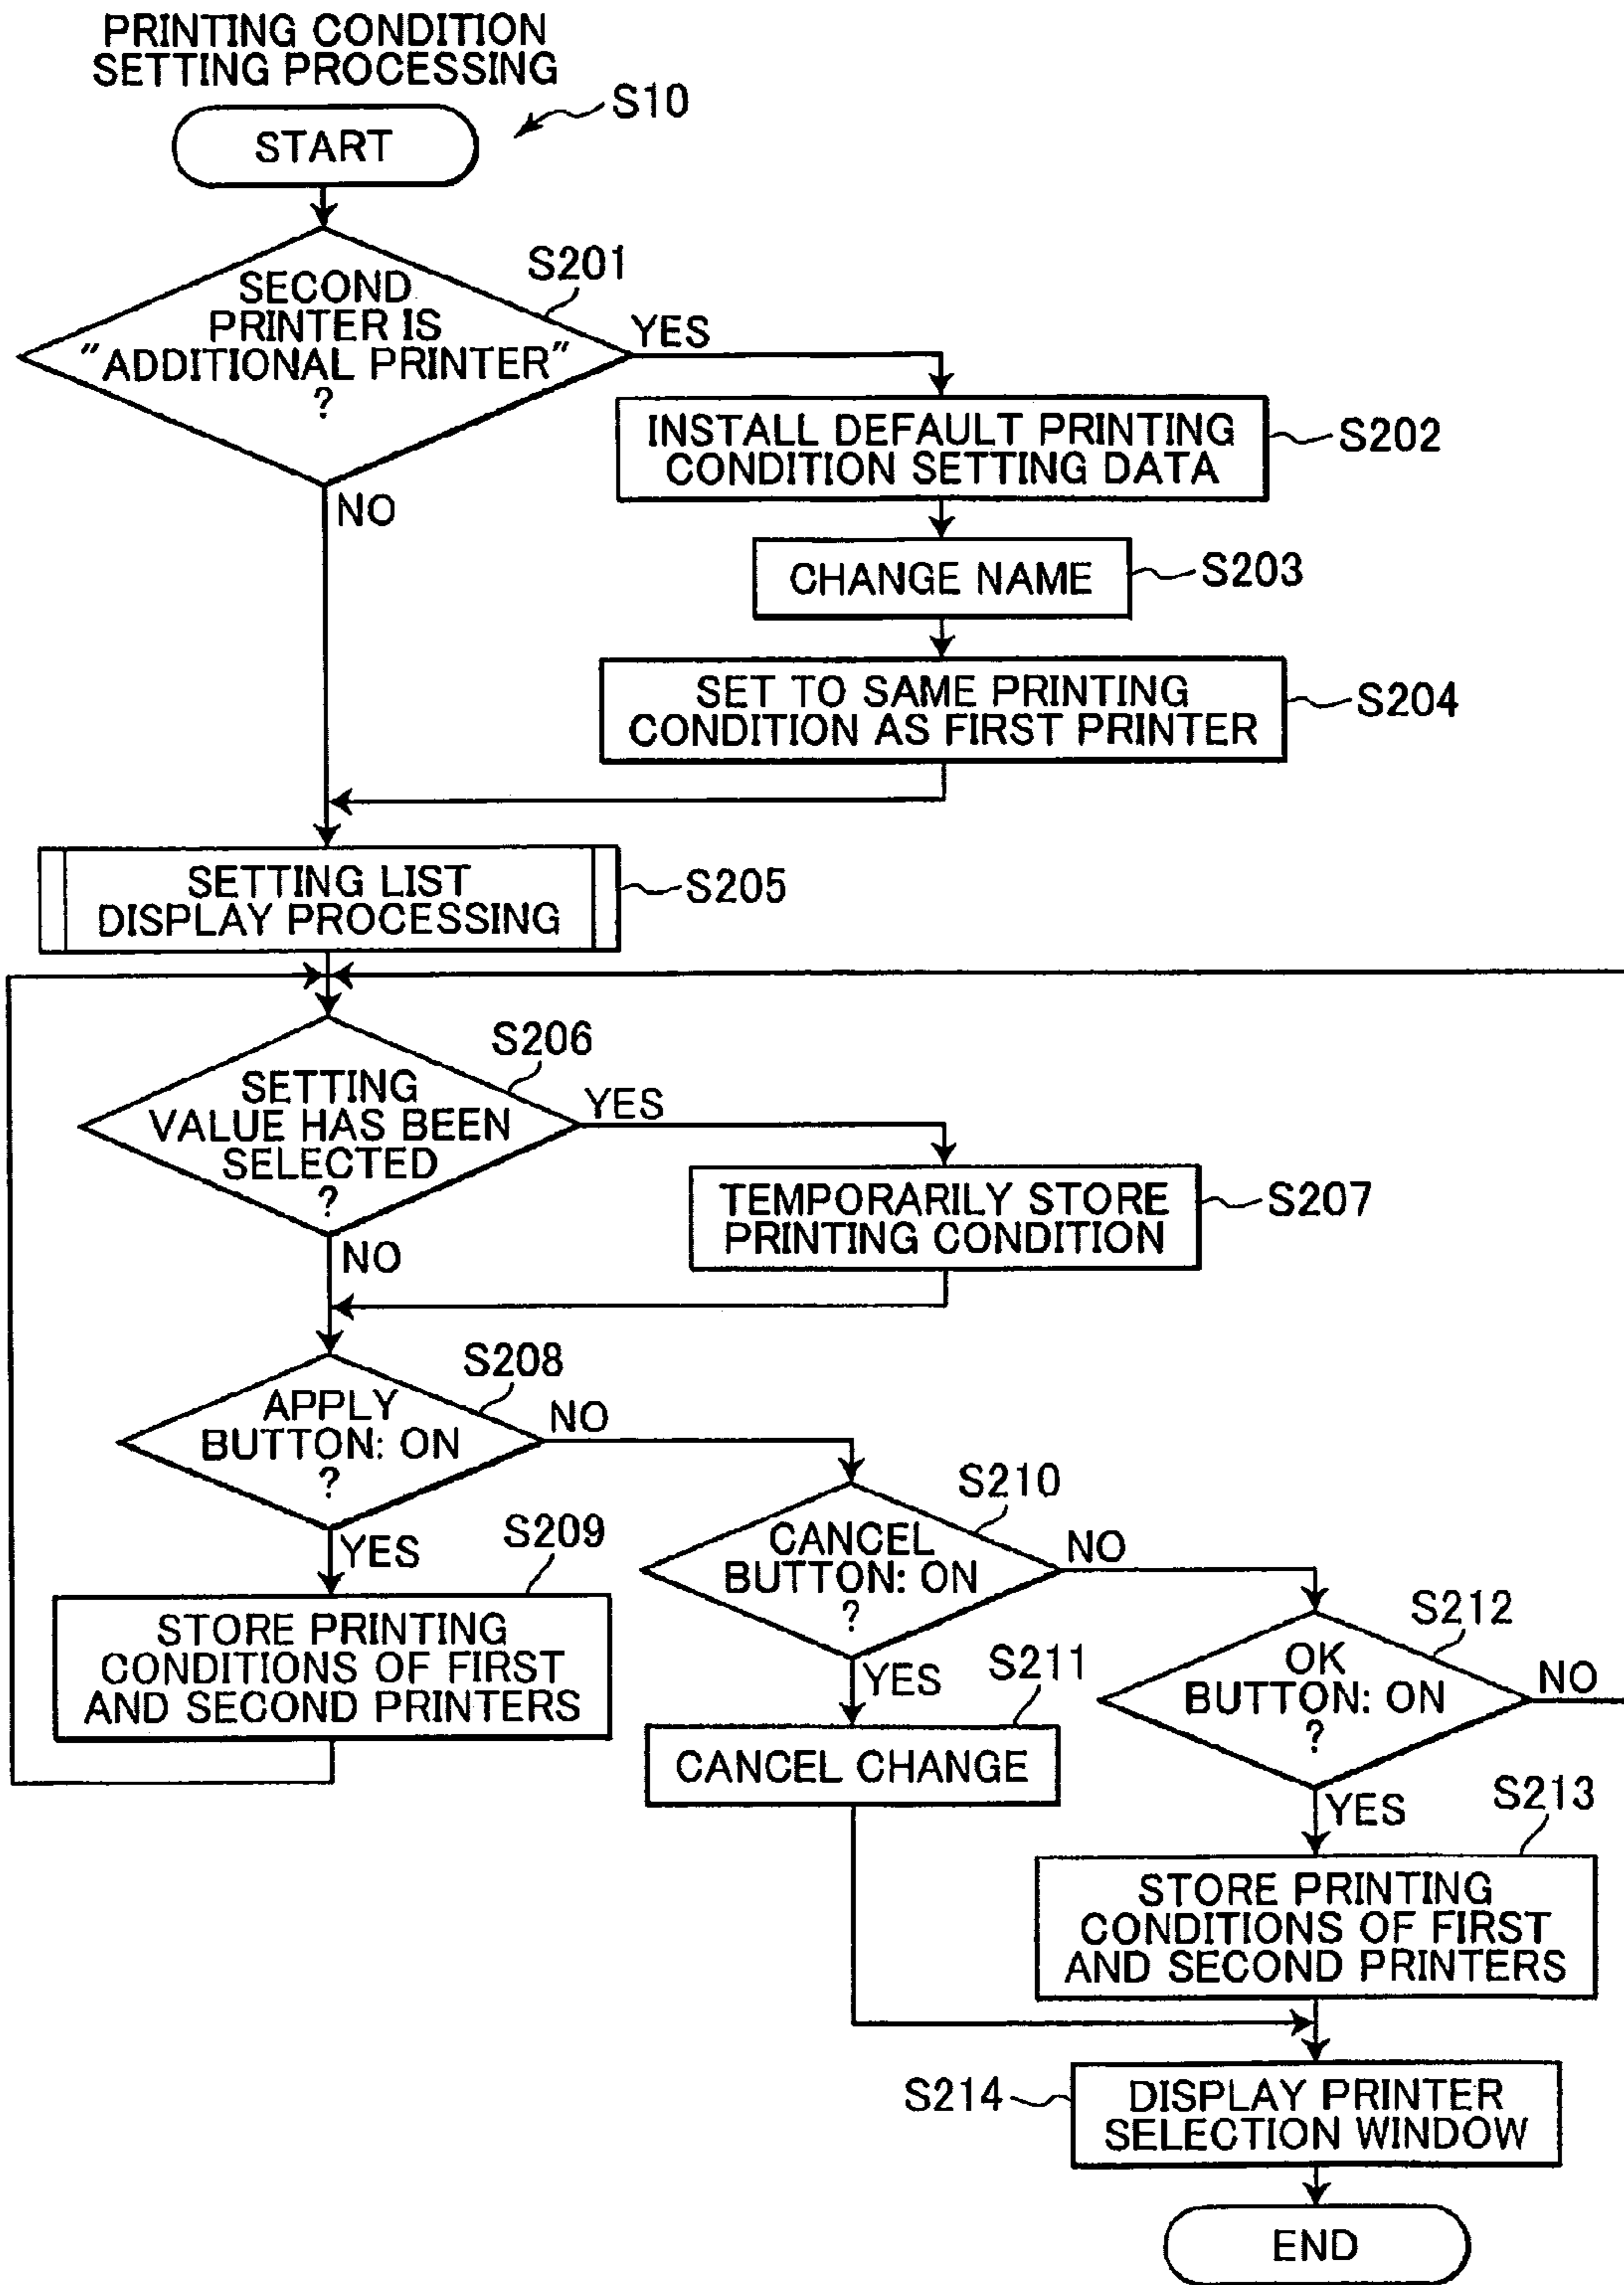 PRINTING CONDITION
SETTING PROCESSING
S10
START
S201
SECOND
PRINTER IS
"ADDITIONAL PRINTER"
?
YES
NO
INSTALL DEFAULT PRINTING
CONDITION SETTING DATA
S202
CHANGE NAME
S203
SET TO SAME PRINTING
CONDITION AS FIRST PRINTER
S204
SETTING LIST
DISPLAY PROCESSING
S205
S206
SETTING
VALUE HAS BEEN
SELECTED
?
YES
NO
TEMPORARILY STORE
PRINTING CONDITION
S207
S208
APPLY
BUTTON: ON
?
NO
YES
S209
STORE PRINTING
CONDITIONS OF FIRST
AND SECOND PRINTERS
S210
CANCEL
BUTTON: ON
?
NO
YES
S211
CANCEL CHANGE
S212
OK
BUTTON: ON
?
NO
YES
S213
STORE PRINTING
CONDITIONS OF FIRST
AND SECOND PRINTERS
S214
DISPLAY PRINTER
SELECTION WINDOW
END